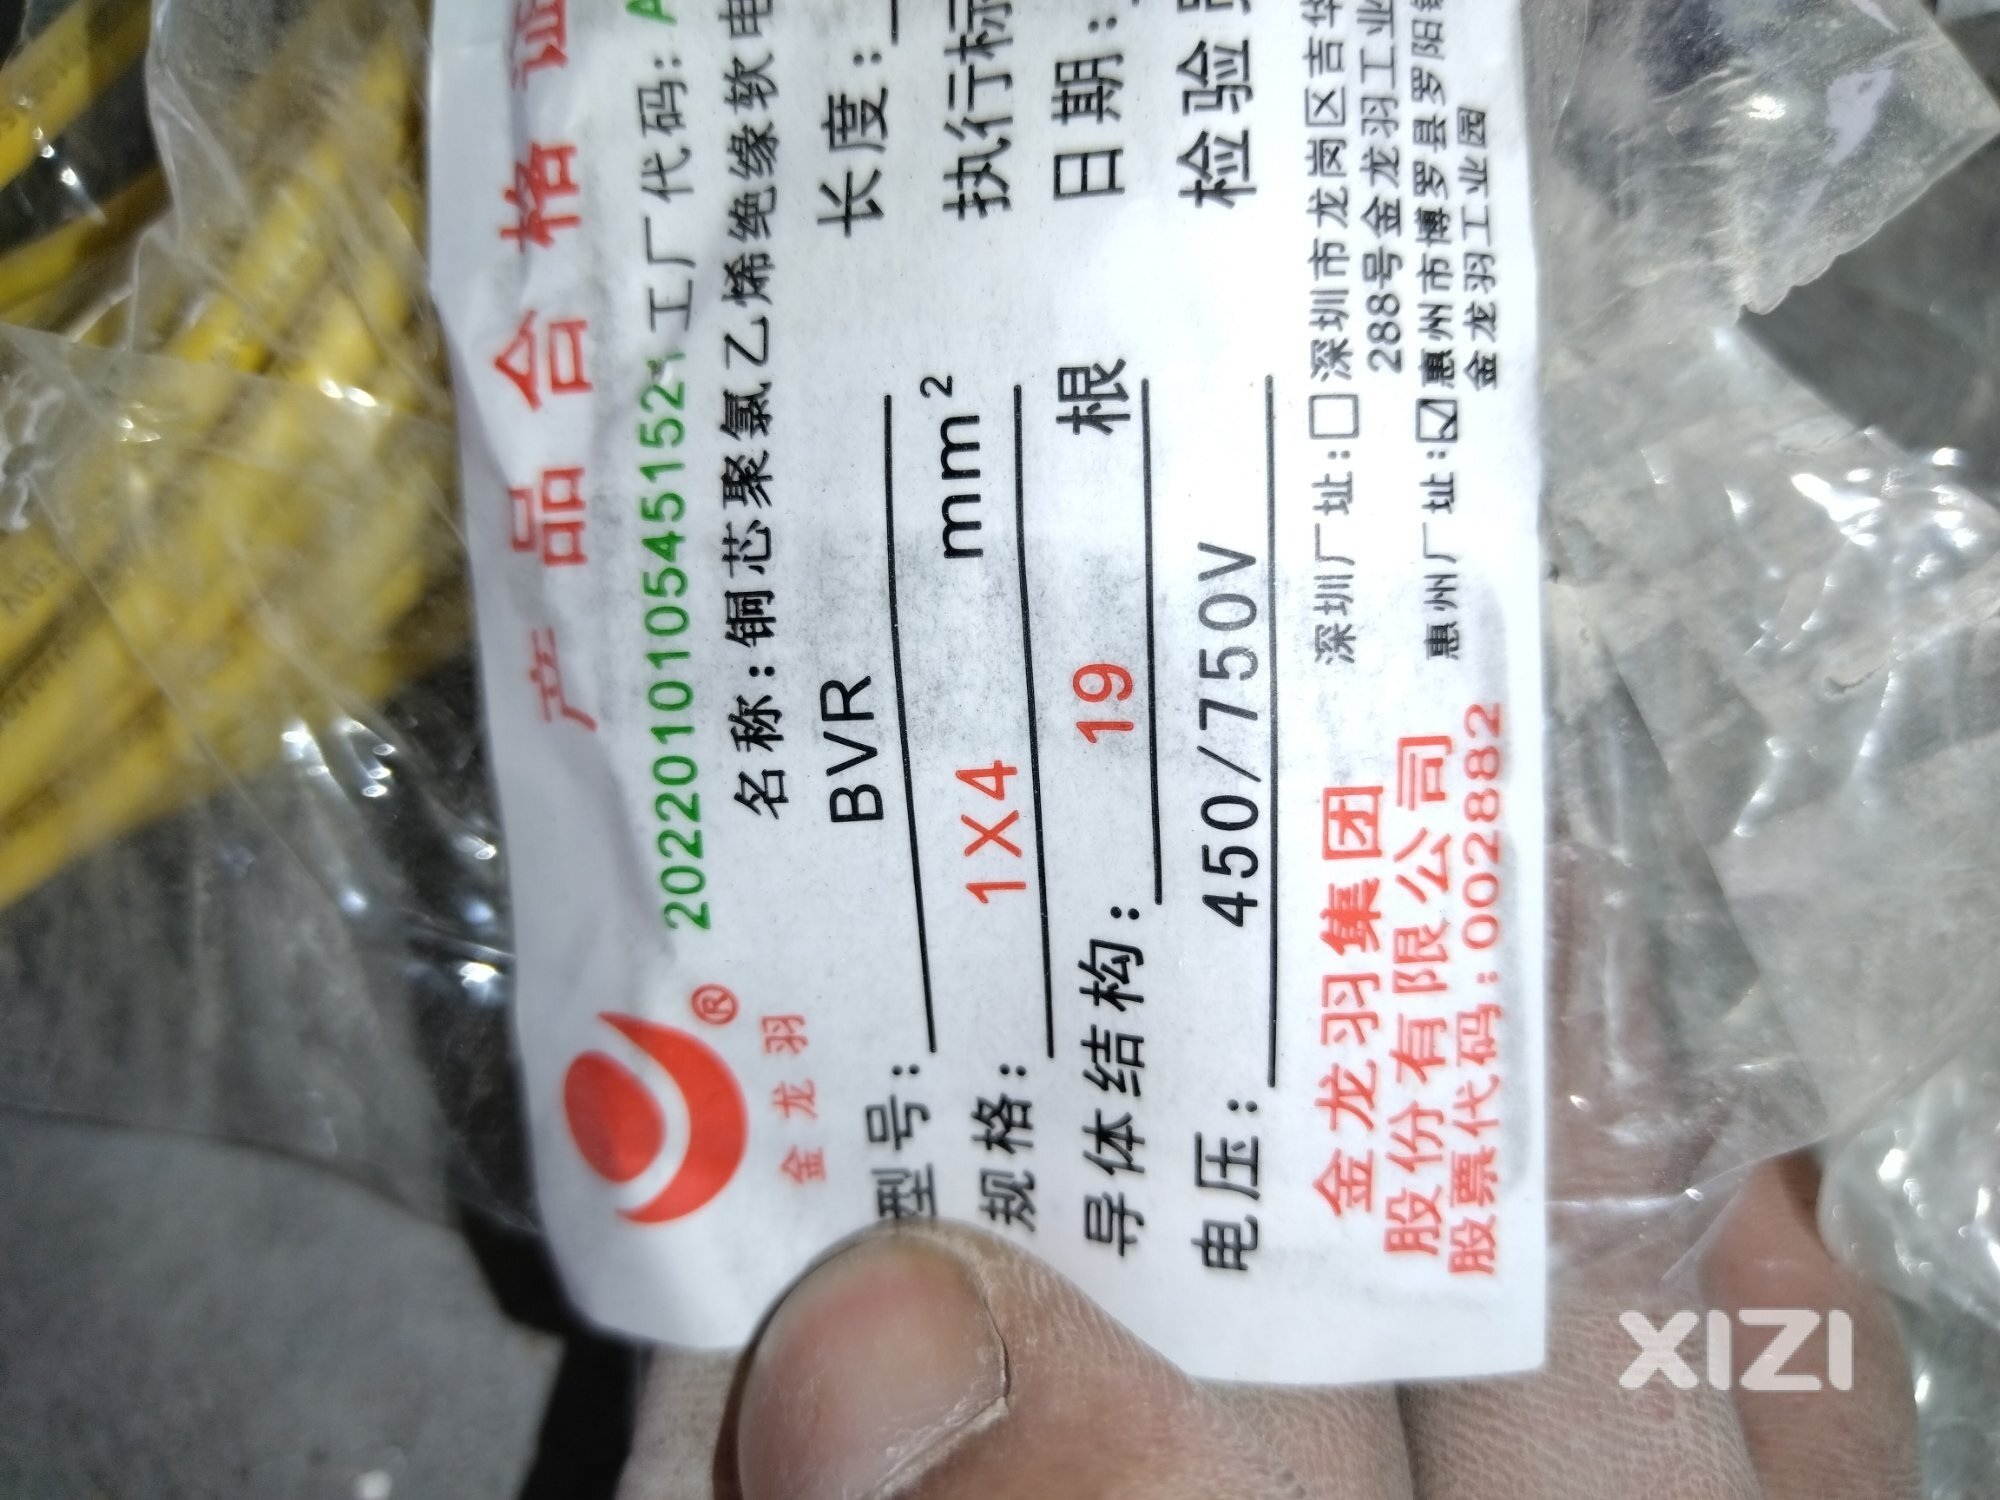 产品合格证
2022010105451521 工厂代码: A
名称:铜芯聚氯乙烯绝缘软电
金龙羽
型号: BVR
长度:
规格: 1X4 mm²
执行标
导体结构: 19 根
日期:
电压: 450/750V
检验
金龙羽集团
股份有限公司
股票代码:002882
深圳厂址:□深圳市龙岗区吉华
288号金龙羽工业
惠州厂址:☑惠州市博罗县罗阳
金龙羽工业园
XIZI